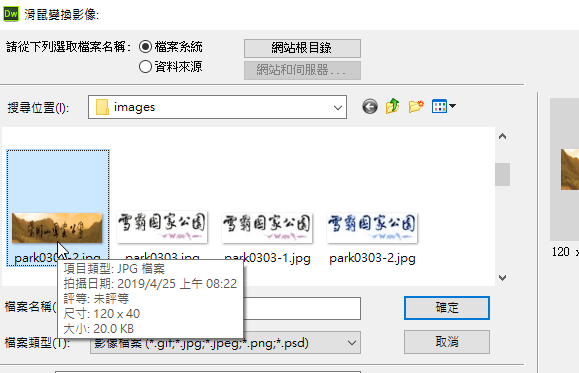 Dw 滑鼠變換影像:
請從下列選取檔案名稱: 檔案系統
網站根目錄
資料來源
網站和伺服器...
搜尋位置(I): images
雪霸国家公園
雪霸国家公園
雪霸国家公園
park030 -2.jpg
park0303.jpg
park0303-1.jpg
park0303-2.jpg
120 x
項目類型: JPG 檔案
拍攝日期: 2019/4/25 上午 08:22
評等: 未評等
尺寸: 120 x 40
大小: 20.0 KB
檔案名稱(
確定
檔案類型(T): 影像檔案 (*.gif;*.jpg;*.jpeg;*.png;*.psd)
取消